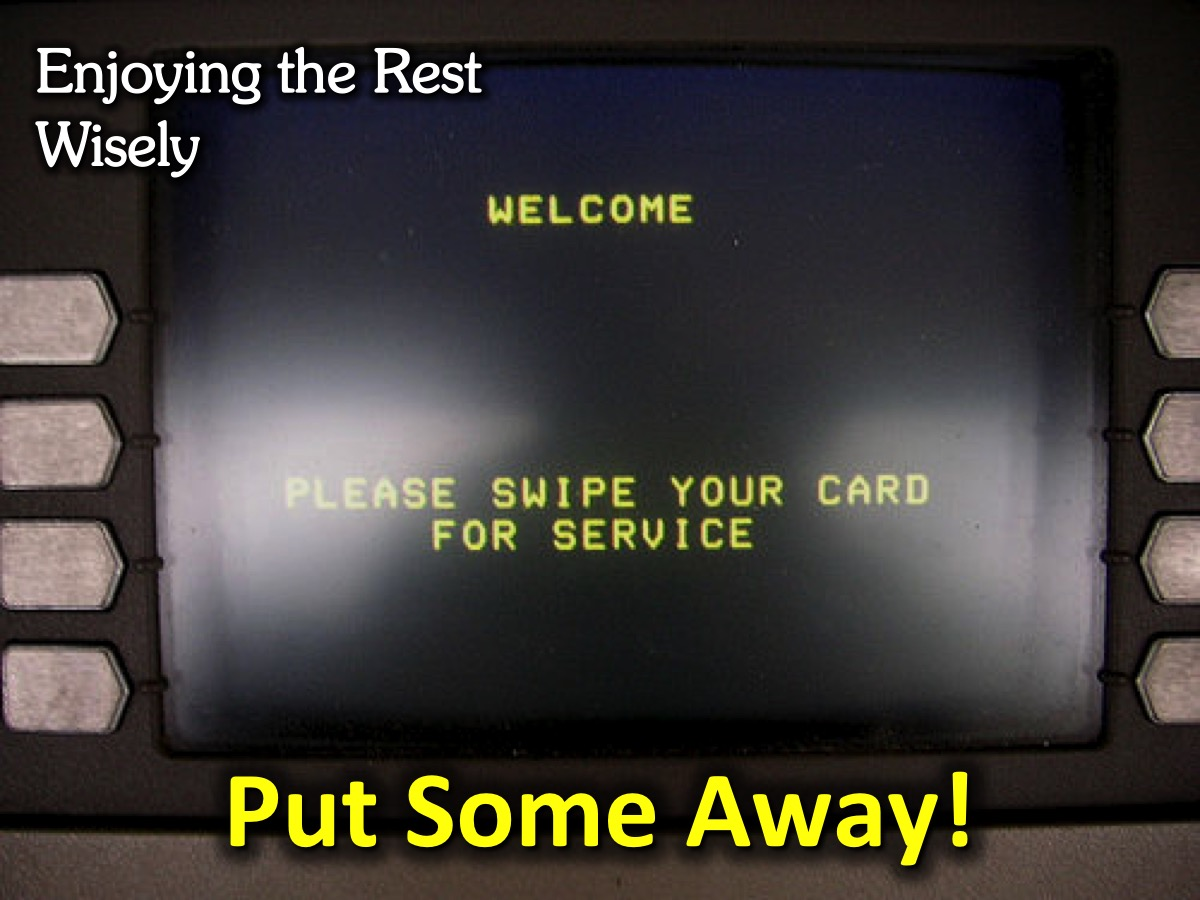 Enjoying the Rest
Wisely
WELCOME
PLEASE SWIPE YOUR CARD
FOR SERVICE
Put Some Away!